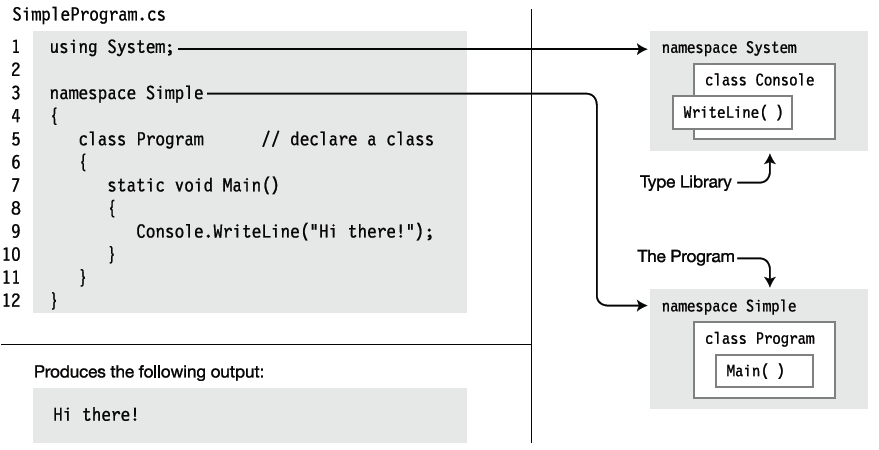 SimpleProgram.cs
1 using System;
2
3 namespace Simple
4 {
5 class Program // declare a class
6 {
7 static void Main()
8 {
9 Console.WriteLine("Hi there!");
10 }
11 }
12 }
Produces the following output:
Hi there!
namespace System
class Console
WriteLine( )
Type Library
The Program
namespace Simple
class Program
Main( )